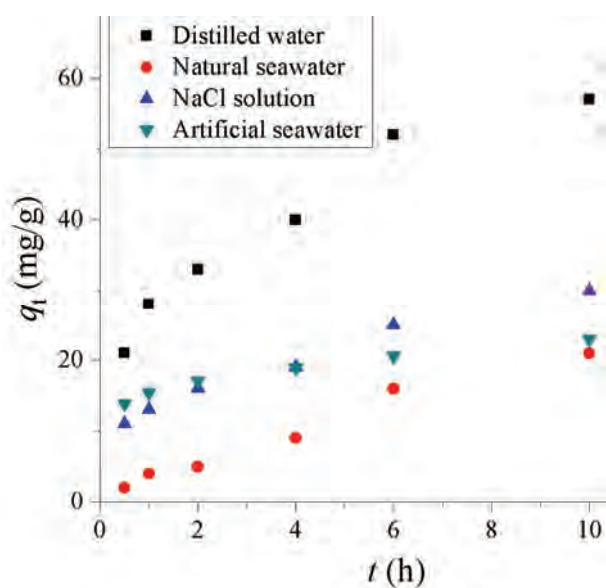 Distilled water
Natural seawater
NaCl solution
Artificial seawater
60
40
20
0
qt (mg/g)
0 2 4 6 8 10
t (h)